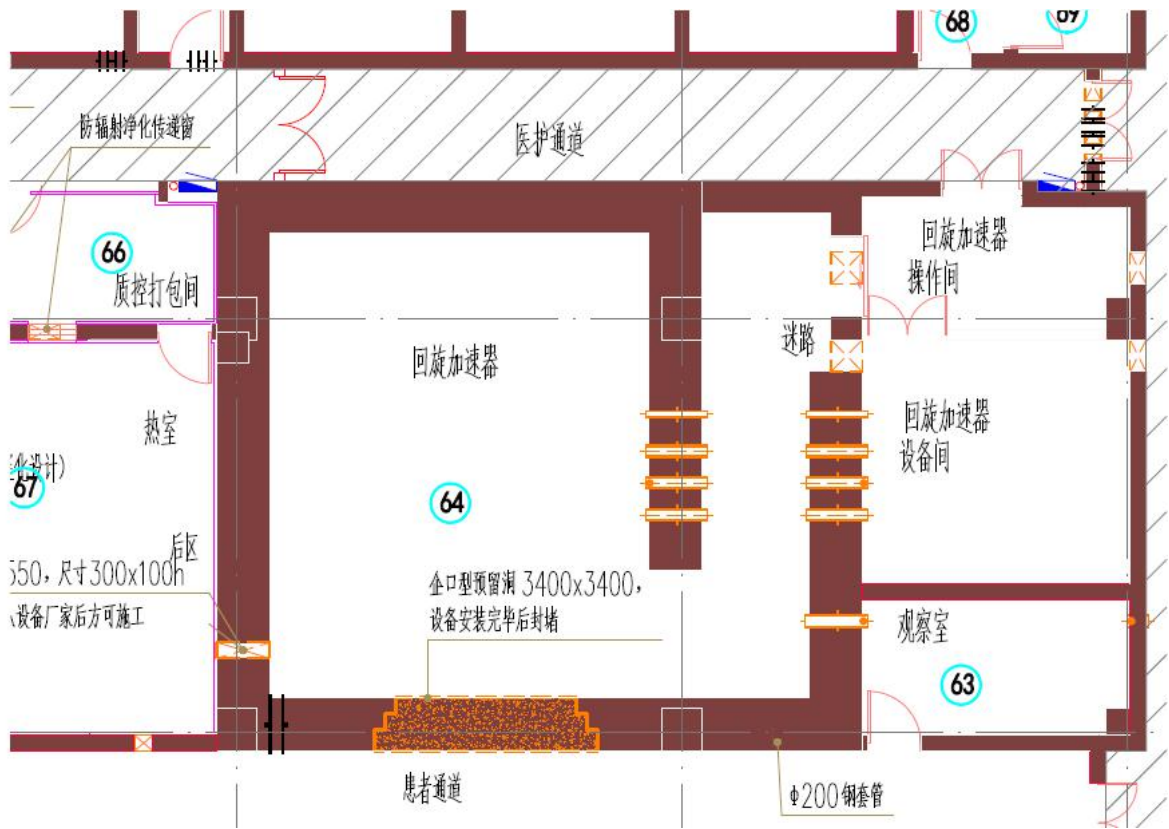 68
69
防辐射净化传递窗
医护通道
66
质控打包间
回旋加速器
操作间
回旋加速器
迷路
热室
回旋加速器
设备间
67
64
后区
550，尺寸300x100h
设备厂家后方可施工
企口型预留洞 3400x3400，
设备安装完毕后封堵
观察室
63
患者通道
Φ200钢套管